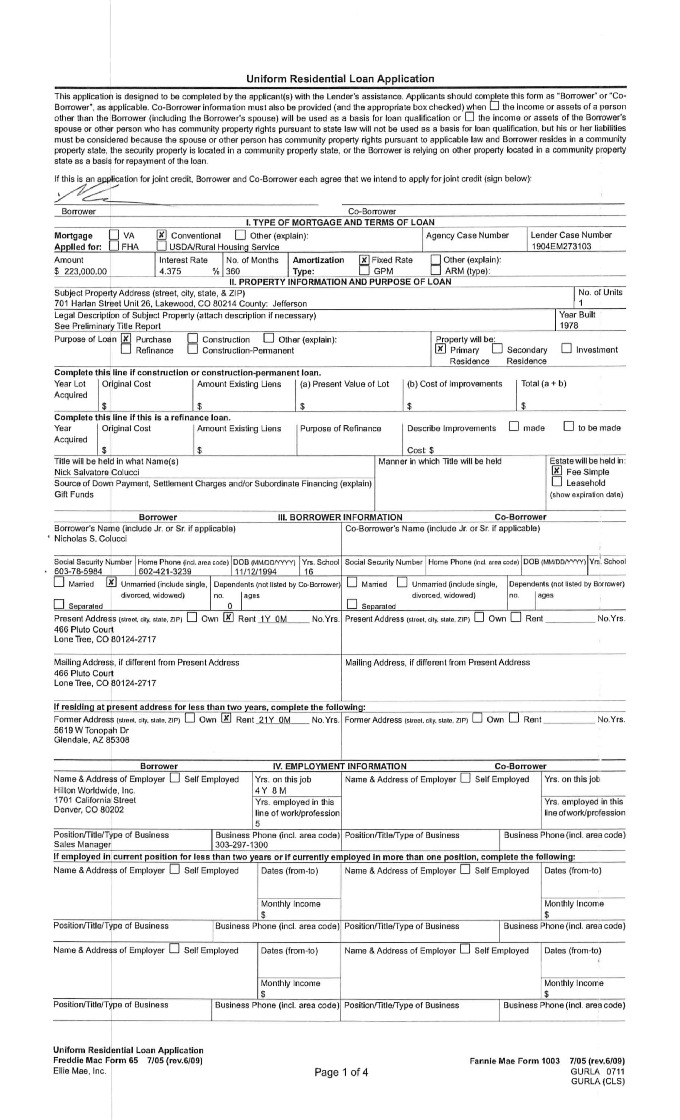 Uniform Residential Loan Application
This application is designed to be completed by the applicant(s) with the Lender's assistance. Applicants should complete this form as "Borrower" or "Co-
Borrower", as applicable. Co-Borrower information must also be provided (and the appropriate box checked) when ☐ the income or assets of a person
other than the Borrower (including the Borrower's spouse) will be used as a basis for loan qualification or ☐ the income or assets of the Borrower's
spouse or other person who has community property rights pursuant to state law will not be used as a basis for loan qualification, but his or her liabilities
must be considered because the spouse or other person has community property rights pursuant to applicable law and Borrower resides in a community
property state, the security property is located in a community property state, or the Borrower is relying on other property located in a community property
state as a basis for repayment of the loan.
If this is an application for joint credit, Borrower and Co-Borrower each agree that we intend to apply for joint credit (sign below):
Borrower Co-Borrower
I. TYPE OF MORTGAGE AND TERMS OF LOAN
Mortgage ☐ VA ☒ Conventional ☐ Other (explain): Agency Case Number Lender Case Number
Applied for: ☐ FHA ☐ USDA/Rural Housing Service 1904EM273103
Amount Interest Rate No. of Months Amortization ☒ Fixed Rate ☐ Other (explain):
$ 223,000.00 4.375 % 360 Type: ☐ GPM ☐ ARM (type):
II. PROPERTY INFORMATION AND PURPOSE OF LOAN
Subject Property Address (street, city, state, & ZIP) No. of Units
701 Harlan Street Unit 26, Lakewood, CO 80214 County: Jefferson 1
Legal Description of Subject Property (attach description if necessary) Year Built
See Preliminary Title Report 1978
Purpose of Loan ☒ Purchase ☐ Construction ☐ Other (explain): Property will be:
☐ Refinance ☐ Construction-Permanent ☒ Primary ☐ Secondary ☐ Investment
Residence Residence
Complete this line if construction or construction-permanent loan.
Year Lot Original Cost Amount Existing Liens (a) Present Value of Lot (b) Cost of Improvements Total (a + b)
Acquired
$ $ $ $ $
Complete this line if this is a refinance loan.
Year Original Cost Amount Existing Liens Purpose of Refinance Describe Improvements ☐ made ☐ to be made
Acquired
$ $ Cost: $
Title will be held in what Name(s) Manner in which Title will be held Estate will be held in:
Nick Salvatore Colucci ☒ Fee Simple
Source of Down Payment, Settlement Charges and/or Subordinate Financing (explain) ☐ Leasehold
Gift Funds (show expiration date)
Borrower III. BORROWER INFORMATION Co-Borrower
Borrower's Name (include Jr. or Sr. if applicable) Co-Borrower's Name (include Jr. or Sr. if applicable)
Nicholas S. Colucci
Social Security Number Home Phone (incl. area code) DOB (MM/DD/YYYY) Yrs. School Social Security Number Home Phone (incl. area code) DOB (MM/DD/YYYY) Yrs. School
603-78-5984 602-421-3239 11/12/1994 16
☐ Married ☒ Unmarried (include single, Dependents (not listed by Co-Borrower) ☐ Married ☐ Unmarried (include single, Dependents (not listed by Borrower)
divorced, widowed) no. ages divorced, widowed) no. ages
☐ Separated 0 ☐ Separated
Present Address (street, city, state, ZIP) ☐ Own ☒ Rent 1Y 0M No.Yrs. Present Address (street, city, state, ZIP) ☐ Own ☐ Rent No.Yrs.
466 Pluto Court
Lone Tree, CO 80124-2717
Mailing Address, if different from Present Address Mailing Address, if different from Present Address
466 Pluto Court
Lone Tree, CO 80124-2717
If residing at present address for less than two years, complete the following:
Former Address (street, city, state, ZIP) ☐ Own ☒ Rent 21Y 0M No.Yrs. Former Address (street, city, state, ZIP) ☐ Own ☐ Rent No.Yrs.
5619 W Tonopah Dr
Glendale, AZ 85308
Borrower IV. EMPLOYMENT INFORMATION Co-Borrower
Name & Address of Employer ☐ Self Employed Yrs. on this job Name & Address of Employer ☐ Self Employed Yrs. on this job
Hilton Worldwide, Inc. 4 Y 8 M
1701 California Street Yrs. employed in this Yrs. employed in this
Denver, CO 80202 line of work/profession line of work/profession
5
Position/Title/Type of Business Business Phone (incl. area code) Position/Title/Type of Business Business Phone (incl. area code)
Sales Manager 303-297-1300
If employed in current position for less than two years or if currently employed in more than one position, complete the following:
Name & Address of Employer ☐ Self Employed Dates (from-to) Name & Address of Employer ☐ Self Employed Dates (from-to)
Monthly Income Monthly Income
$ $
Position/Title/Type of Business Business Phone (incl. area code) Position/Title/Type of Business Business Phone (incl. area code)
Name & Address of Employer ☐ Self Employed Dates (from-to) Name & Address of Employer ☐ Self Employed Dates (from-to)
Monthly Income Monthly Income
$ $
Position/Title/Type of Business Business Phone (incl. area code) Position/Title/Type of Business Business Phone (incl. area code)
Uniform Residential Loan Application
Freddie Mac Form 65 7/05 (rev.6/09) Fannie Mae Form 1003 7/05 (rev.6/09)
Ellie Mae, Inc. Page 1 of 4 GURLA 0711
GURLA (CLS)